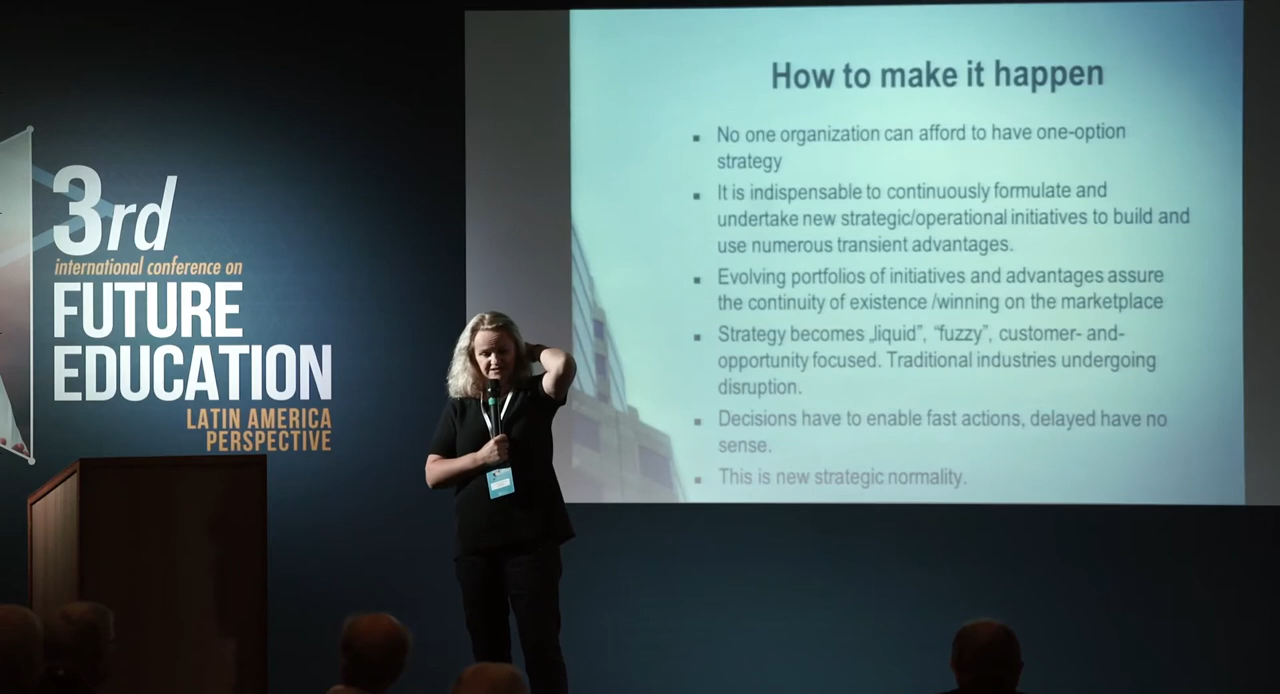 3rd
international conference on
FUTURE
EDUCATION
LATIN AMERICA
PERSPECTIVE
How to make it happen
▪ No one organization can afford to have one-option
strategy
▪ It is indispensable to continuously formulate and
undertake new strategic/operational initiatives to build and
use numerous transient advantages.
▪ Evolving portfolios of initiatives and advantages assure
the continuity of existence /winning on the marketplace
▪ Strategy becomes „liquid”, “fuzzy”, customer- and-
opportunity focused. Traditional industries undergoing
disruption.
▪ Decisions have to enable fast actions, delayed have no
sense.
▪ This is new strategic normality.